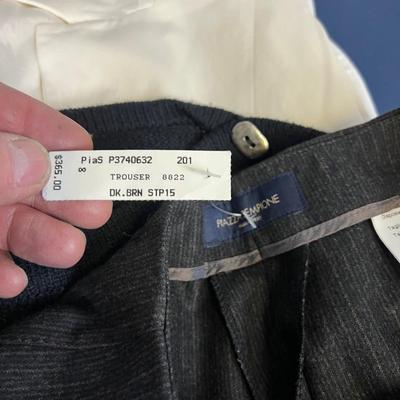 PiaS P3740632 201
8
TROUSER 8822
DK.BRN STP15
$365.00
PIAZZA SEMPIONE